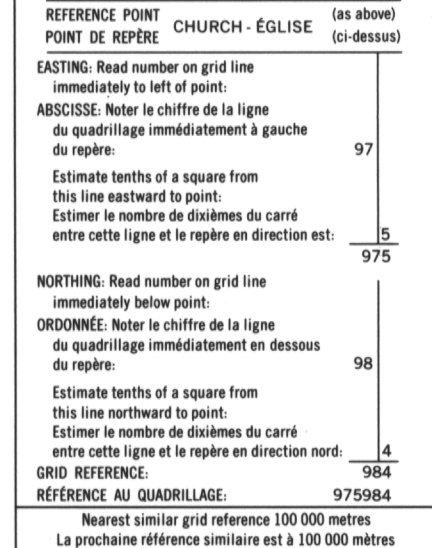 REFERENCE POINT CHURCH - ÉGLISE (as above)
POINT DE REPÈRE (ci-dessus)
EASTING: Read number on grid line
immediately to left of point:
ABSCISSE: Noter le chiffre de la ligne
du quadrillage immédiatement à gauche
du repère: 97
Estimate tenths of a square from
this line eastward to point:
Estimer le nombre de dixièmes du carré
entre cette ligne et le repère en direction est: 5
975
NORTHING: Read number on grid line
immediately below point:
ORDONNÉE: Noter le chiffre de la ligne
du quadrillage immédiatement en dessous
du repère: 98
Estimate tenths of a square from
this line northward to point:
Estimer le nombre de dixièmes du carré
entre cette ligne et le repère en direction nord: 4
GRID REFERENCE: 984
RÉFÉRENCE AU QUADRILLAGE: 975984
Nearest similar grid reference 100 000 metres
La prochaine référence similaire est à 100 000 mètres